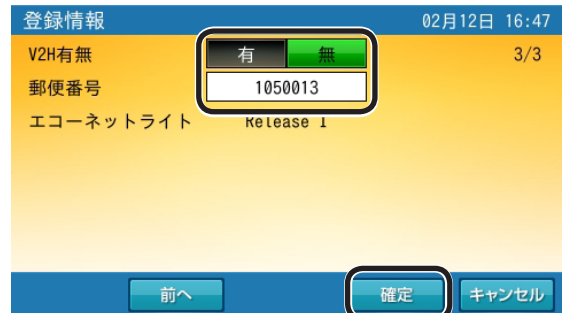 登録情報 02月12日 16:47
V2H有無 有 無 3/3
郵便番号 1050013
エコーネットライト Release I
前へ 確定 キャンセル